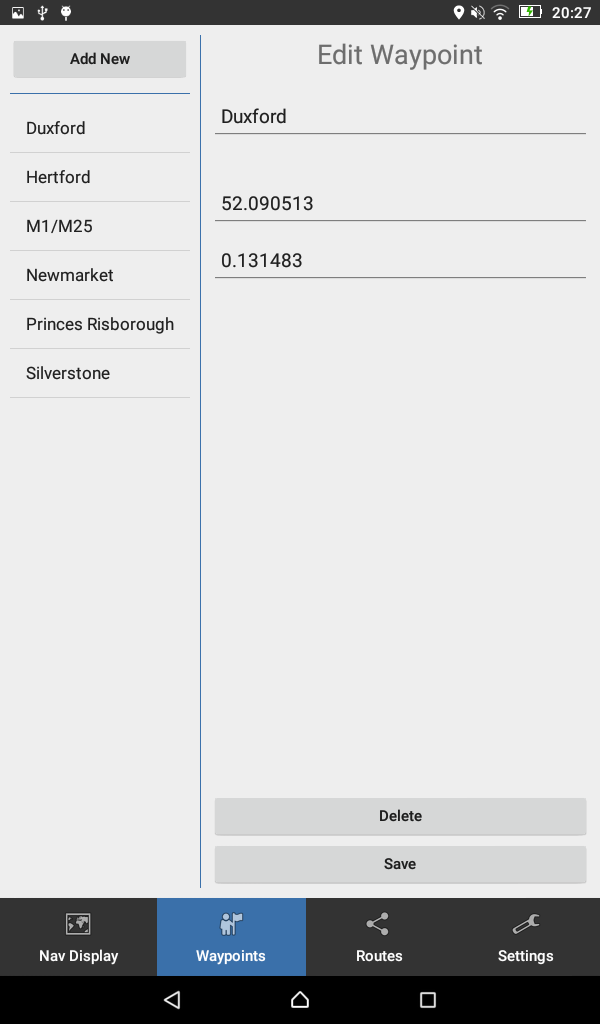 20:27
Add New
Duxford
Hertford
M1/M25
Newmarket
Princes Risborough
Silverstone
Edit Waypoint
Duxford
52.090513
0.131483
Delete
Save
Nav Display
Waypoints
Routes
Settings